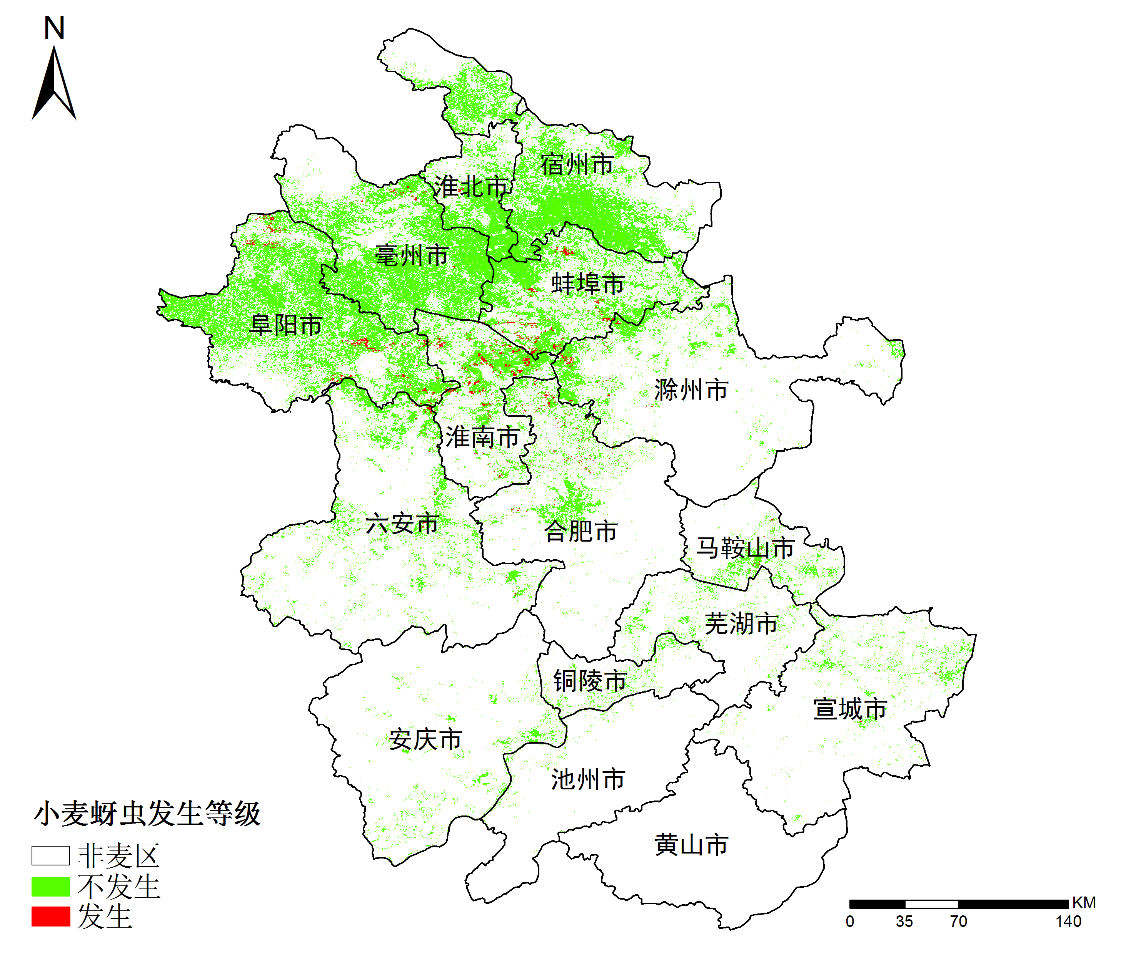 N
宿州市
淮北市
亳州市
蚌埠市
阜阳市
滁州市
淮南市
六安市
合肥市
马鞍山市
芜湖市
铜陵市
宣城市
安庆市
池州市
黄山市
小麦蚜虫发生等级
非麦区
不发生
发生
KM
0 35 70 140